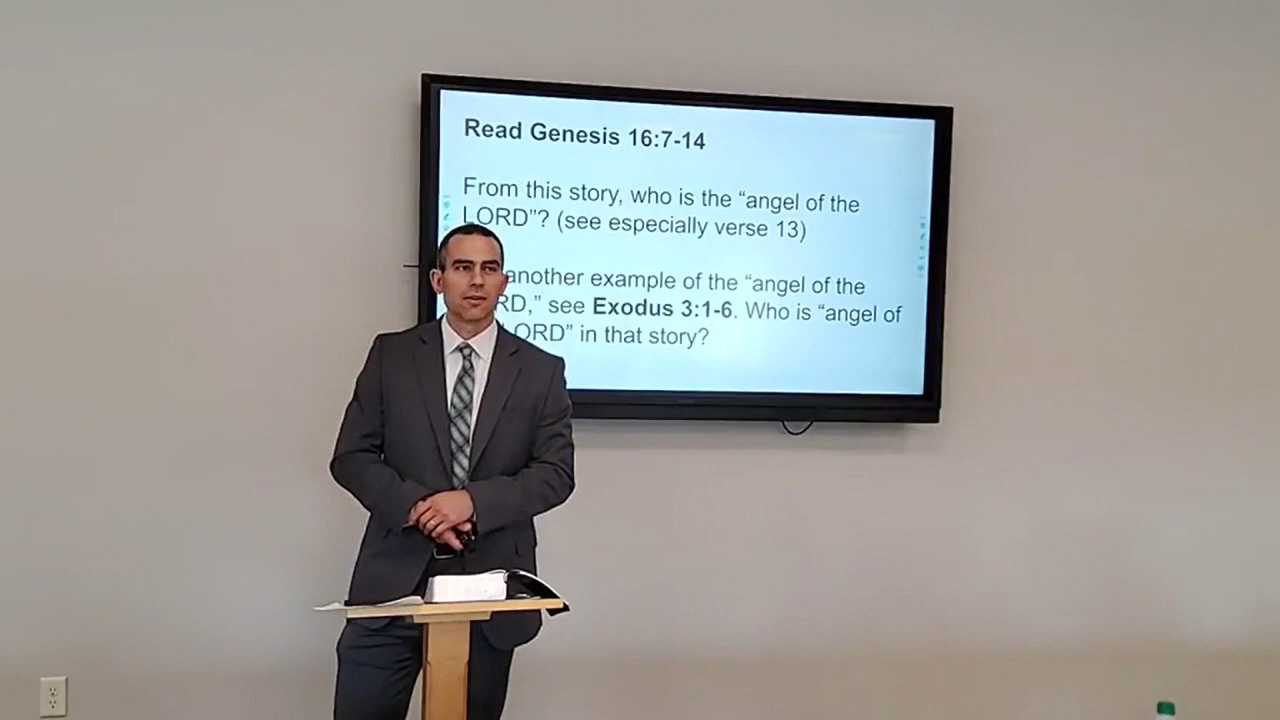 Read Genesis 16:7-14
From this story, who is the “angel of the
LORD”? (see especially verse 13)
another example of the “angel of the
RD,” see Exodus 3:1-6. Who is “angel of
ORD” in that story?